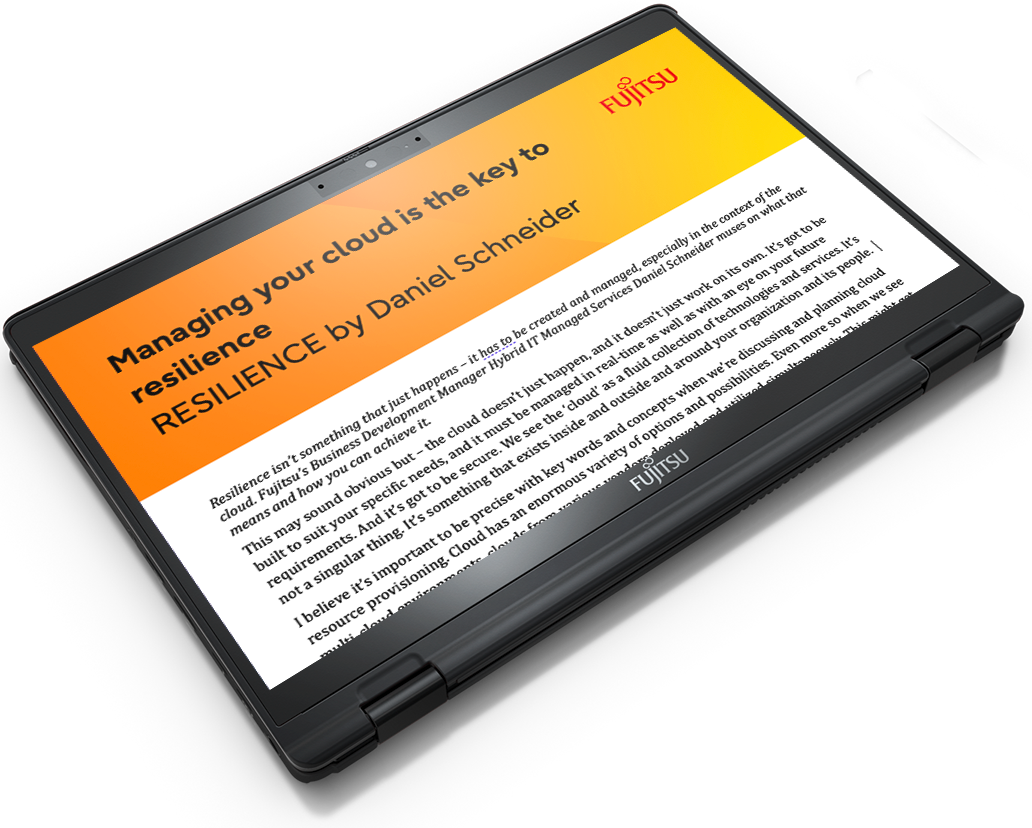 FUJITSU
Managing your cloud is the key to
resilience
RESILIENCE by Daniel Schneider
Resilience isn't something that just happens – it has to be created and managed, especially in the context of the
cloud. Fujitsu's Business Development Manager Hybrid IT Managed Services Daniel Schneider muses on what that
means and how you can achieve it.
This may sound obvious but – the cloud doesn't just happen, and it doesn't just work on its own. it's got to be
built to suit your specific needs, and it must be managed in real-time as well as with an eye on your future
requirements. And it's got to be secure. We see the 'cloud' as a fluid collection of technologies and services. It's
not a singular thing. It's something that exists inside and outside and around your organization and its people.
I believe it's important to be precise with key words and concepts when we're discussing and planning cloud
resource provisioning. Cloud has an enormous variety of options and possibilities. Even more so when we see
multi-cloud environments, clouds from various
FUJITSU